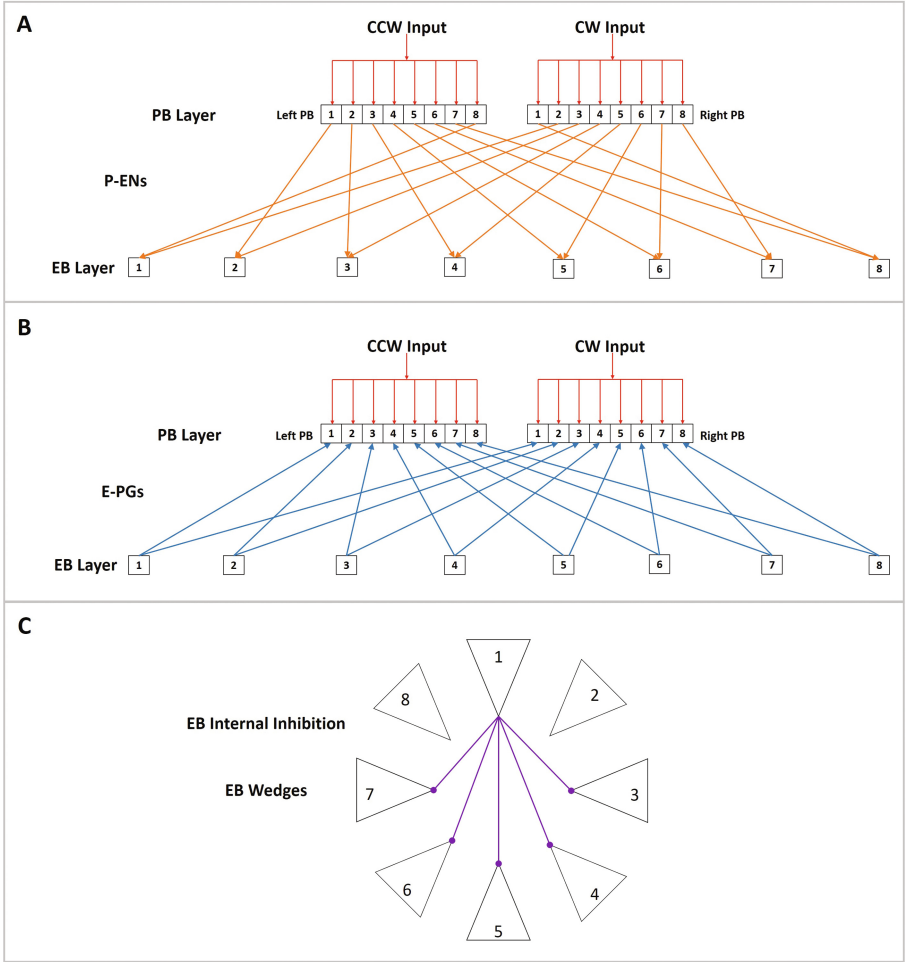 A
CCW Input CW Input
PB Layer Left PB 1 2 3 4 5 6 7 8 1 2 3 4 5 6 7 8 Right PB
P-ENs
EB Layer 1 2 3 4 5 6 7 8
B
CCW Input CW Input
PB Layer Left PB 1 2 3 4 5 6 7 8 1 2 3 4 5 6 7 8 Right PB
E-PGs
EB Layer 1 2 3 4 5 6 7 8
C
1
8 2
EB Internal Inhibition
EB Wedges 7 3
6 4
5